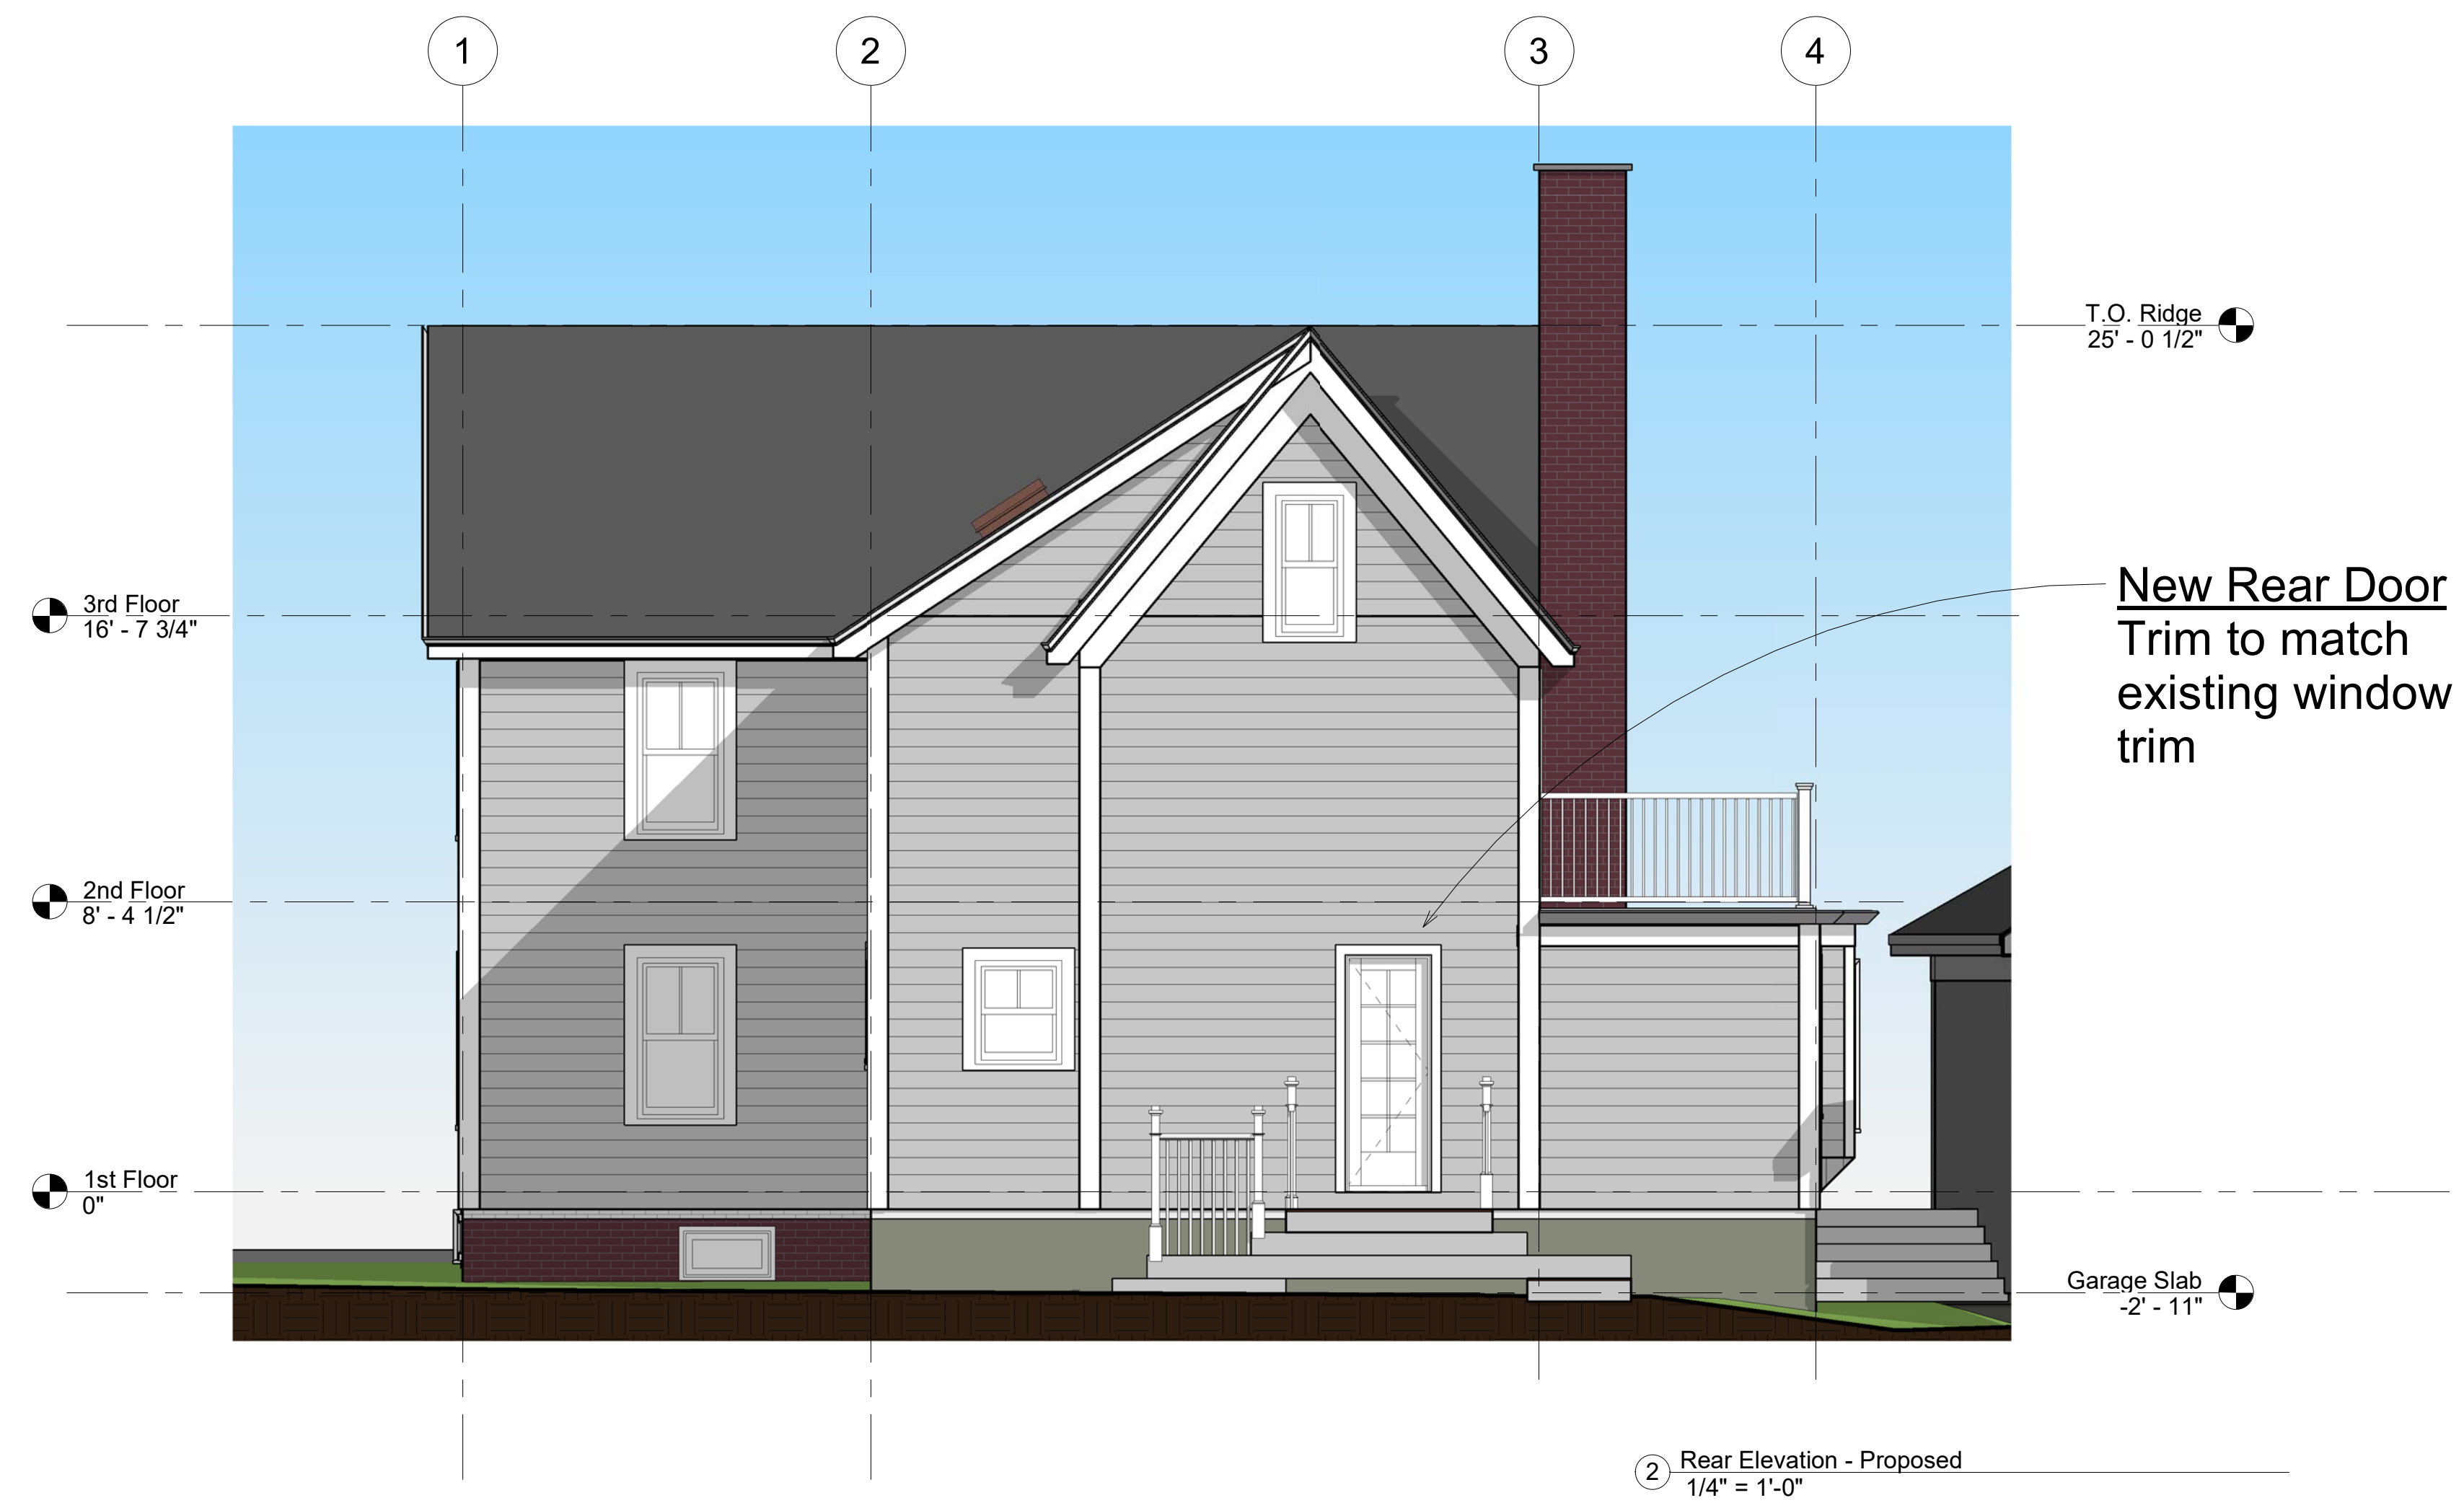 1
2
3
4
T.O. Ridge
25' - 0 1/2"
3rd Floor
16' - 7 3/4"
New Rear Door
Trim to match
existing window
trim
2nd Floor
8' - 4 1/2"
1st Floor
0"
Garage Slab
-2' - 11"
2
Rear Elevation - Proposed
1/4" = 1'-0"